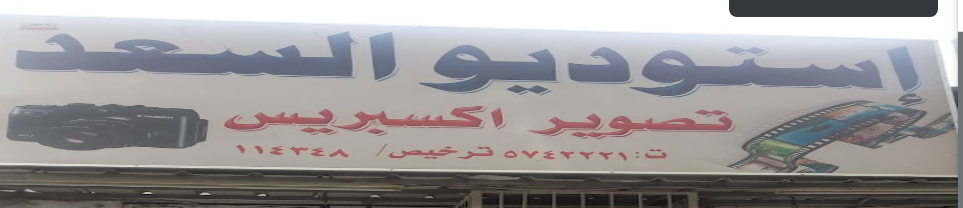 إستوديو السعد
تصوير اكسبريس
ت: ٥٧٤٢٢٢١ ترخيص/ ١١٤٣٤٨